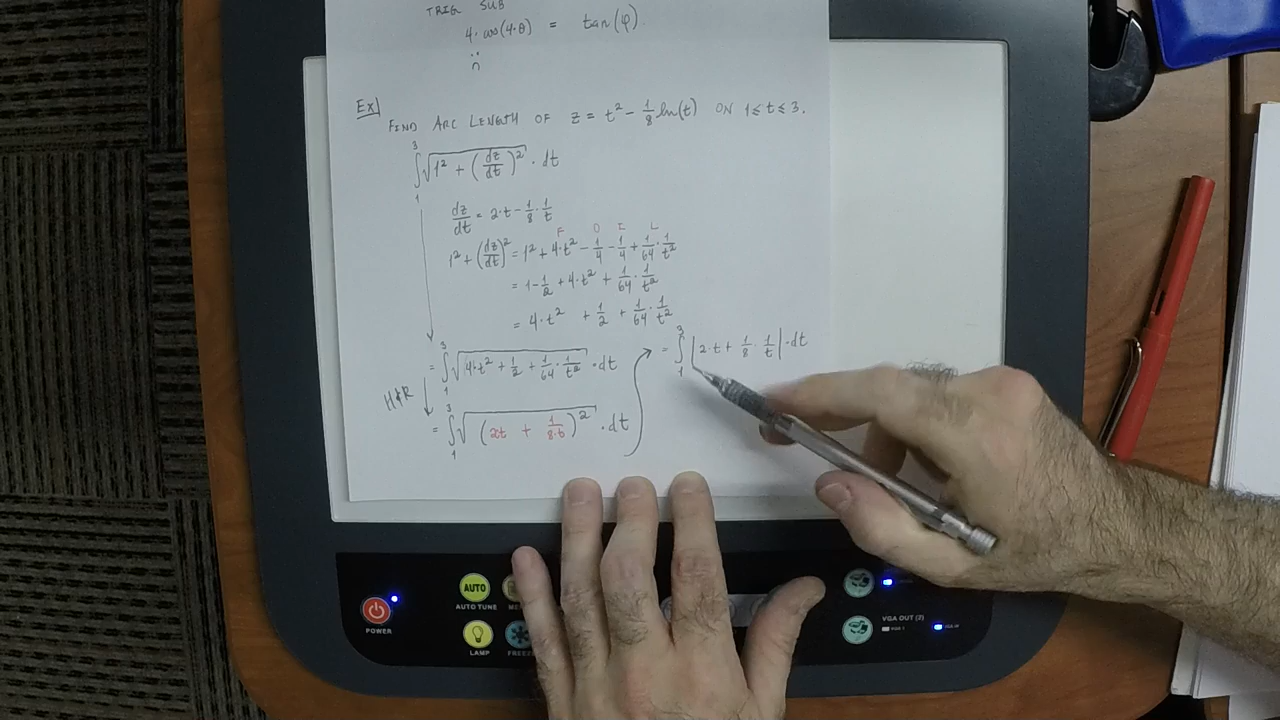 TRIG SUB
4·cos(4·θ) = tan(φ).
Ex]
FIND ARC LENGTH OF z = t² - 1/8 ln(t) ON 1 ≤ t ≤ 3.
∫₁³ √(1² + (dz/dt)²) · dt
dz/dt = 2·t - 1/8 · 1/t
F O I L
1² + (dz/dt)² = 1² + 4·t² - 1/4 - 1/4 + 1/64 · 1/t²
= 1 - 1/2 + 4·t² + 1/64 · 1/t²
= 4·t² + 1/2 + 1/64 · 1/t²
= ∫₁³ √(4·t² + 1/2 + 1/64 · 1/t²) · dt
= ∫₁³ √((2t + 1/(8·t))²) · dt
= ∫₁³ |2·t + 1/8 · 1/t| · dt
POWER
AUTO
AUTO TUNE
LAMP
FREEZ
VGA OUT (2)